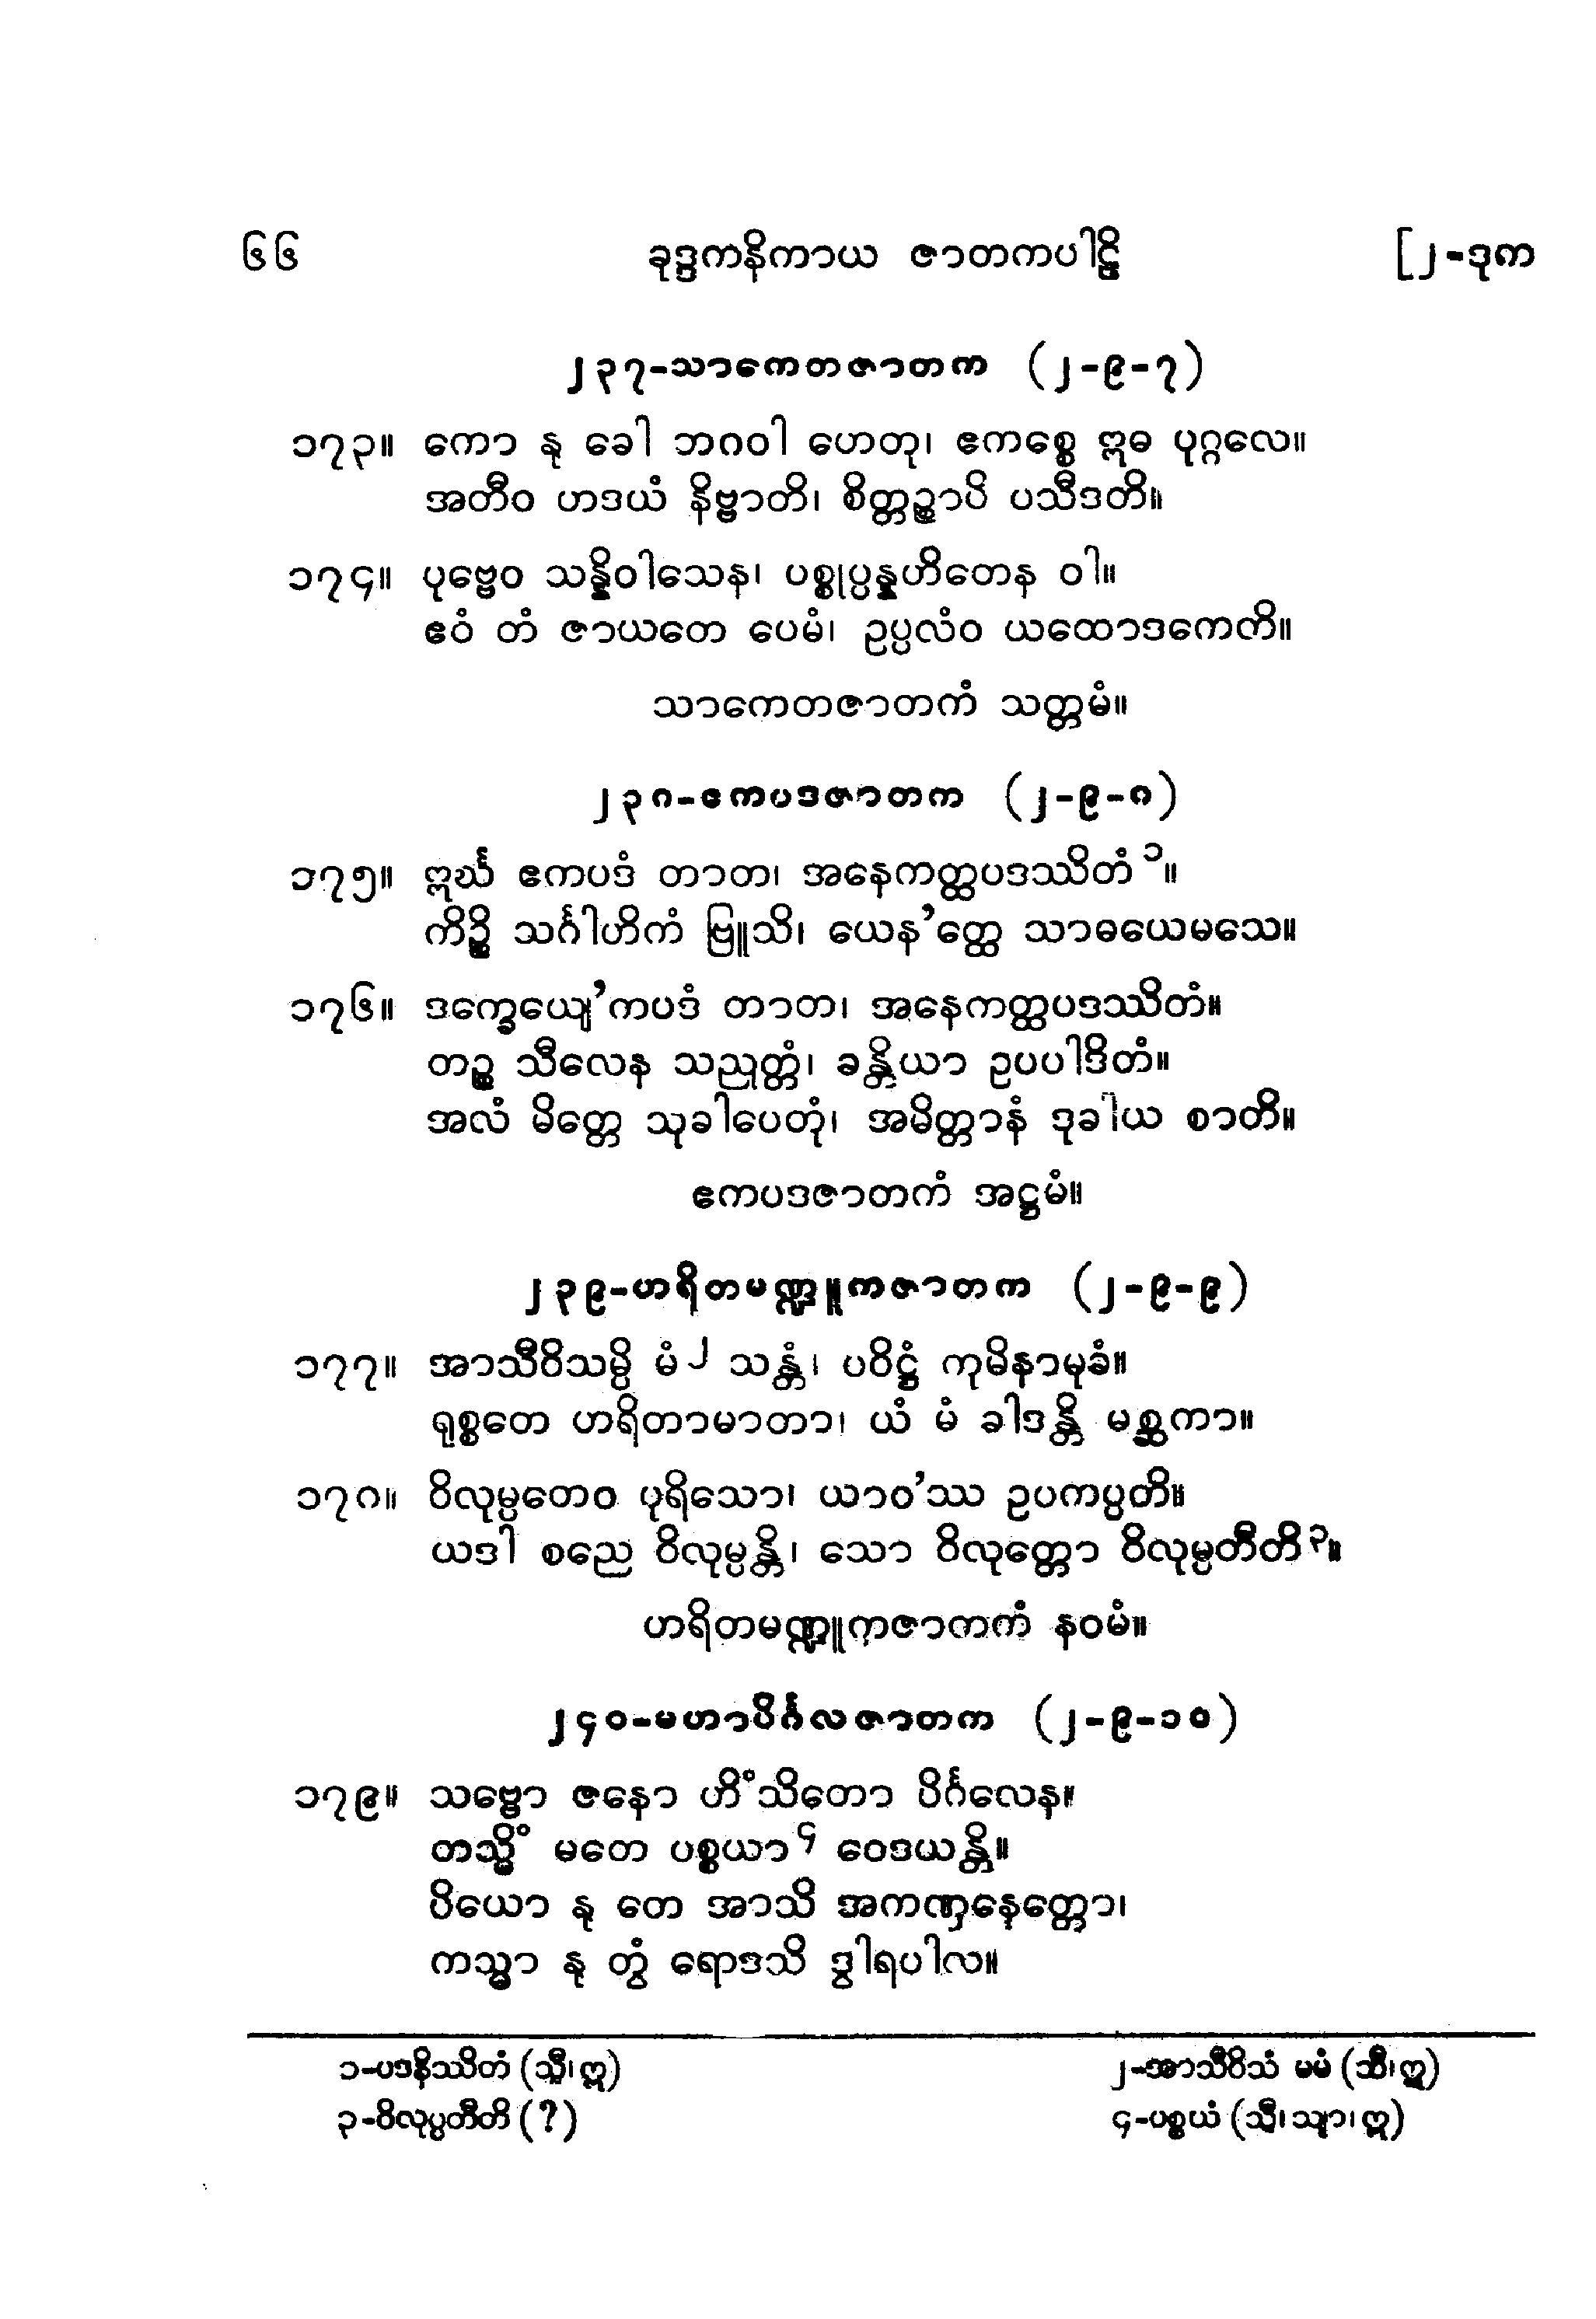 ၆၆ ခုဒ္ဒကနိကာယ ဇာတကပါဠိ [၂-ဒုက
၂၃၇-သာကေတဇာတက (၂-၉-၇)
၁၇၃။ ကော နု ခေါ ဘဂဝါ ဟေတု၊ ဧကစ္စေ ဣဓ ပုဂ္ဂလေ။
အတီဝ ဟဒယံ နိဗ္ဗာတိ၊ စိတ္တဉ္စာပိ ပသီဒတိ။
၁၇၄။ ပုဗ္ဗေဝ သန္နိဝါသေန၊ ပစ္စုပ္ပန္နဟိတေန ဝါ။
ဧဝံ တံ ဇာယတေ ပေမံ၊ ဥပ္ပလံဝ ယထောဒကေတိ။
သာကေတဇာတကံ သတ္တမံ။
၂၃၈-ဧကပဒဇာတက (၂-၉-၈)
၁၇၅။ ဣင်္ဃ ဧကပဒံ တာတ၊ အနေကတ္ထပဒဿိတံ ၁။
ကိဉ္စိ သင်္ဂါဟိကံ ဗြူသိ၊ ယေန’တ္ထေ သာဓယေမသေ။
၁၇၆။ ဒက္ခေယျေ’ကပဒံ တာတ၊ အနေကတ္ထပဒဿိတံ။
တဉ္စ သီလေန သညုတ္တံ၊ ခန္တိယာ ဥပပါဒိတံ။
အလံ မိတ္တေ သုခါပေတုံ၊ အမိတ္တာနံ ဒုခါယ စာတိ။
ဧကပဒဇာတကံ အဋ္ဌမံ။
၂၃၉-ဟရိတမဏ္ဍူကဇာတက (၂-၉-၉)
၁၇၇။ အာသီဝိသမ္ပိ မံ ၂ သန္တံ၊ ပဝိဋ္ဌံ ကုမိနာမုခံ။
ရုစ္စတေ ဟရိတာမာတာ၊ ယံ မံ ခါဒန္တိ မစ္ဆကာ။
၁၇၈။ ဝိလုမ္ပတေဝ ပုရိသော၊ ယာဝ’ဿ ဥပကပ္ပတိ။
ယဒါ စညေ ဝိလုမ္ပန္တိ၊ သော ဝိလုတ္တော ဝိလုမ္ပတီတိ ၃။
ဟရိတမဏ္ဍူကဇာတကံ နဝမံ။
၂၄၀-မဟာပိင်္ဂလဇာတက (၂-၉-၁၀)
၁၇၉။ သဗ္ဗော ဇနော ဟိံသိတော ပိင်္ဂလေန။
တသ္မိံ မတေ ပစ္စယာ ၄ ဝေဒယန္တိ။
ပိယော နု တေ အာသိ အကဏှနေတ္တော၊
ကသ္မာ နု တွံ ရောဒသိ ဒွါရပါလ။
၁-ပဒနိဿိတံ (သီ၊ဣ) ၂-အာသီဝိသံ မမံ (သီ၊ဣ)
၃-ဝိလုပ္ပတီတိ (?) ၄-ပစ္စယံ (သီ၊သျာ၊ဣ)